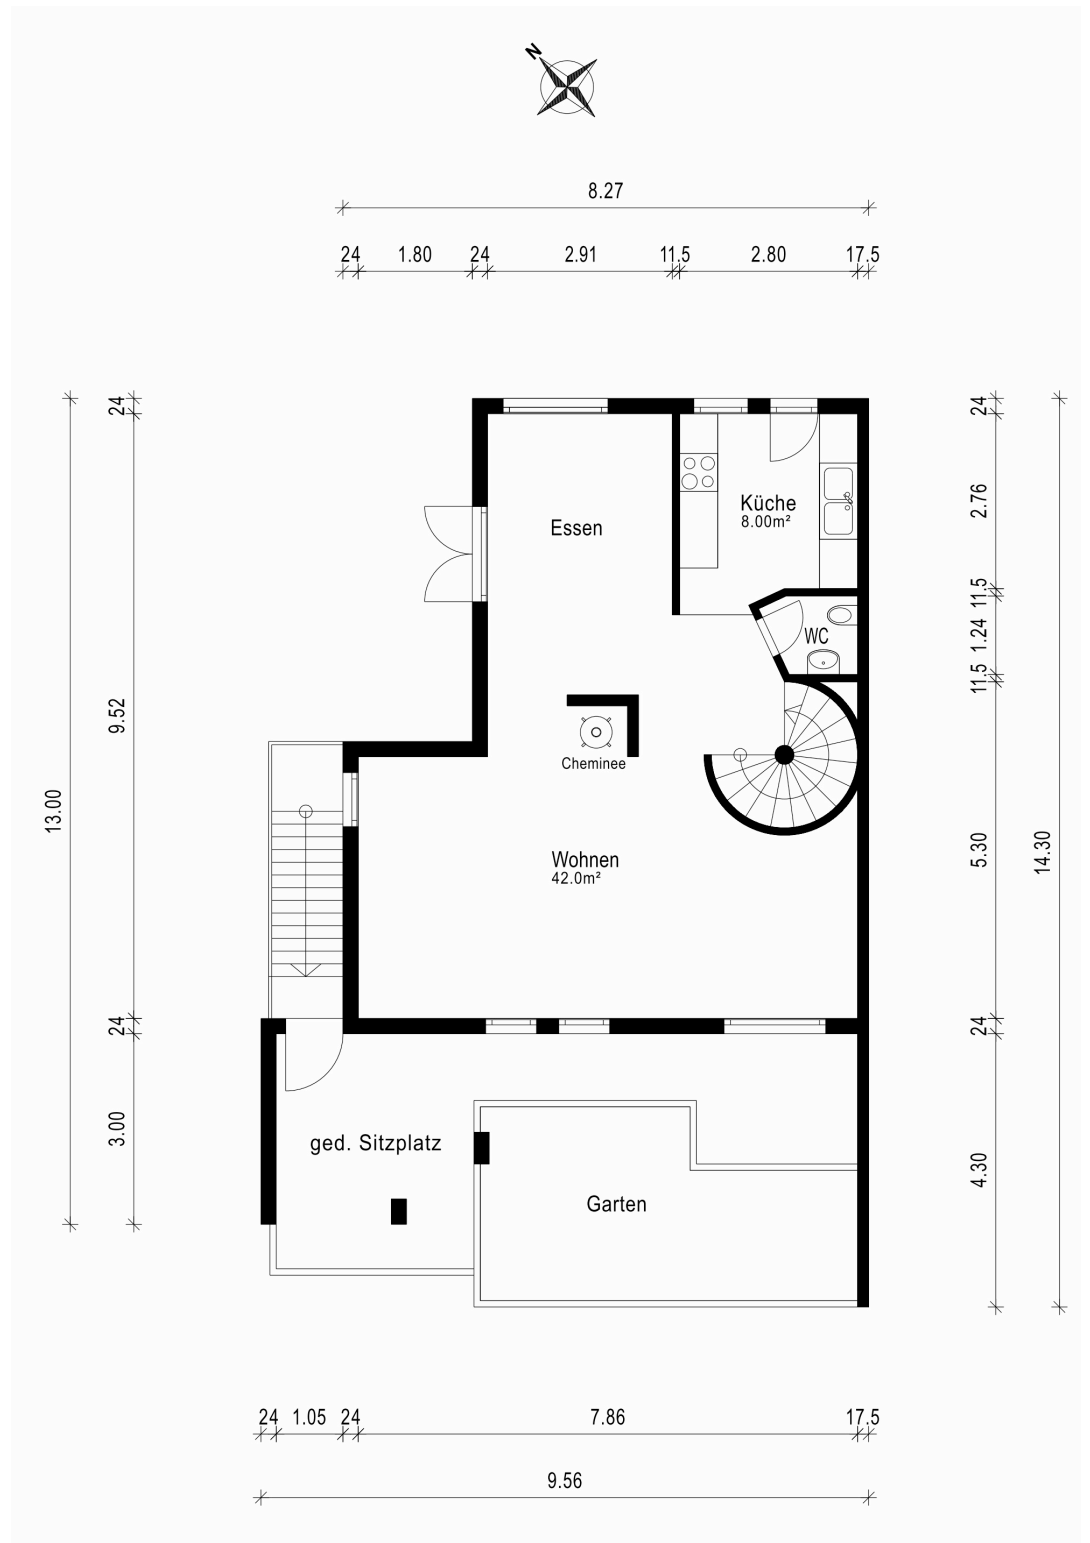 N
8.27
24 1.80 24 2.91 11.5 2.80 17.5
24
24
Essen
Küche
8.00m²
2.76
11.5
WC
1.24
11.5
9.52
Cheminee
13.00
Wohnen
42.0m²
5.30
14.30
24
24
ged. Sitzplatz
3.00
4.30
Garten
24 1.05 24 7.86 17.5
9.56